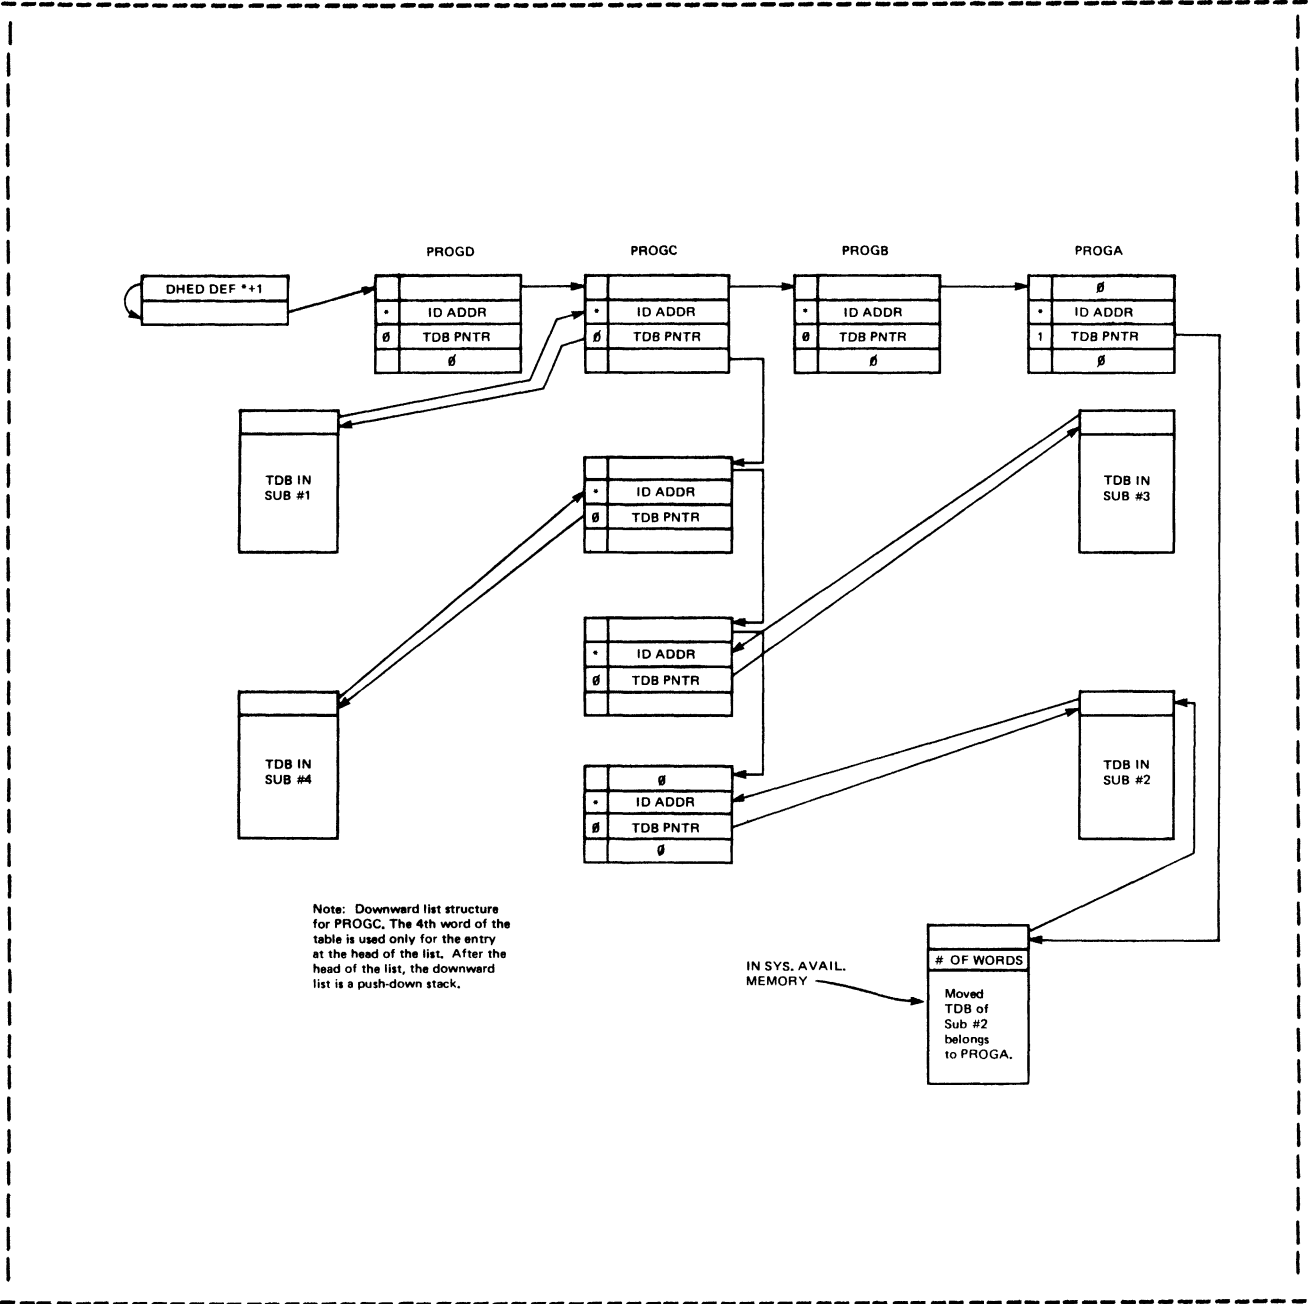 PROGD PROGC PROGB PROGA
DHED DEF *+1
Ø
* ID ADDR * ID ADDR * ID ADDR * ID ADDR
Ø TDB PNTR Ø TDB PNTR Ø TDB PNTR 1 TDB PNTR
Ø Ø Ø
TDB IN
SUB #1
TDB IN
SUB #3
* ID ADDR
Ø TDB PNTR
* ID ADDR
Ø TDB PNTR
TDB IN
SUB #4
TDB IN
SUB #2
Ø
* ID ADDR
Ø TDB PNTR
Ø
Note: Downward list structure
for PROGC. The 4th word of the
table is used only for the entry
at the head of the list. After the
head of the list, the downward
list is a push-down stack.
IN SYS. AVAIL.
MEMORY
# OF WORDS
Moved
TDB of
Sub #2
belongs
to PROGA.